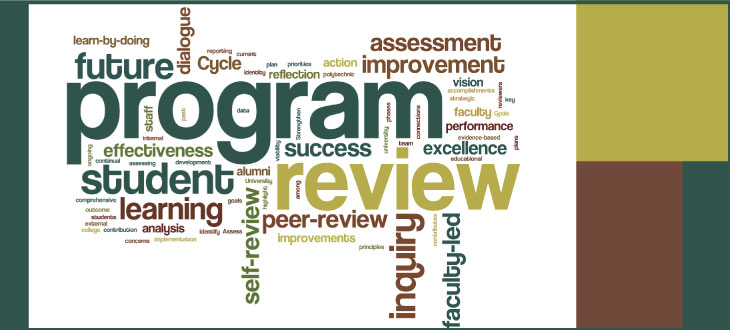 learn-by-doing
dialogue
reporting
current
assessment
future
Cycle
plan
priorities
action
improvement
identity
reflection
polytechnic
vision
program
accomplishments
strategic
reviewers
key
staff
past
data
Strengthen
phases
connections
faculty
Goals
performance
internal
university
team
evidence-based
plans
ongoing
effectiveness
visibility
success
excellence
continual
assessing
development
educational
student
alumni
University
review
comprehensive
highlight
among
outcome
learning
goals
self-review
peer-review
inquiry
faculty-led
contributes
students
external
college
contribution
analysis
identify
Assess
improvements
concerns
implementation
principles